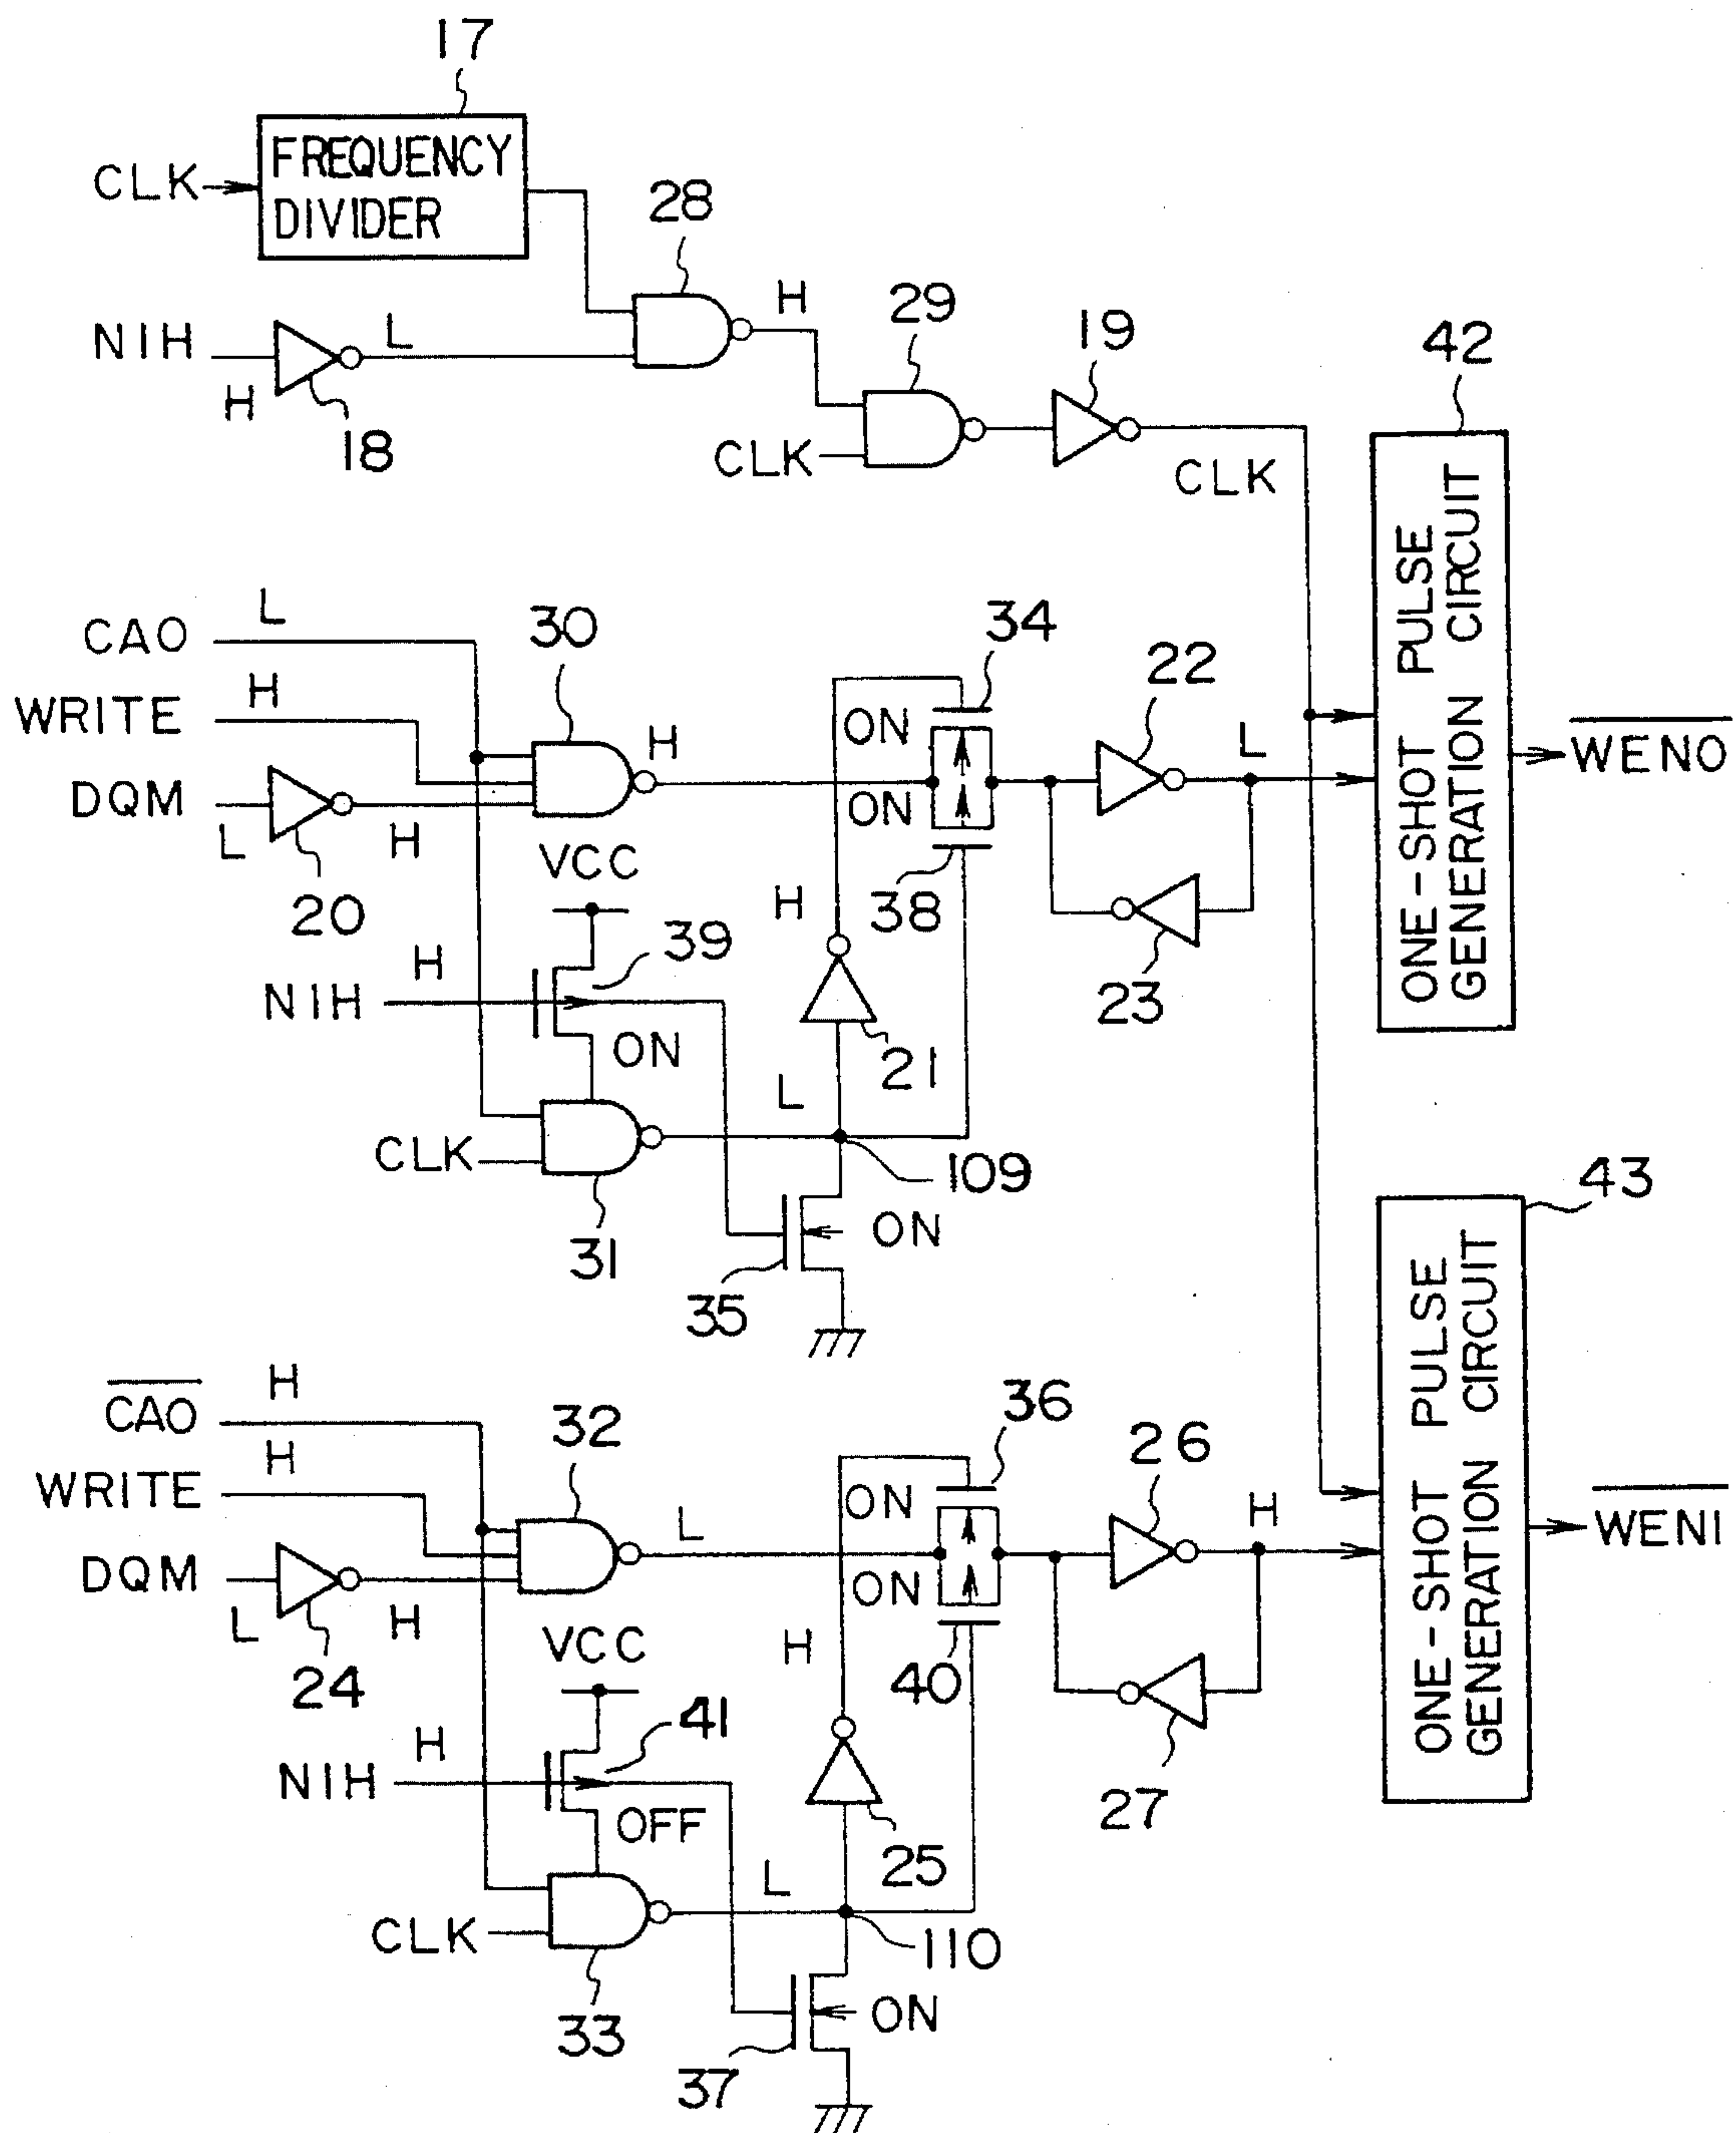 17
CLK
FREQUENCY
DIVIDER
28
H
29
19
42
NIH
L
H
18
CLK
CLK
ONE-SHOT PULSE
GENERATION CIRCUIT
CAO
L
30
34
22
WRITE
H
H
ON
L
WENO
DQM
L
H
ON
20
VCC
H
38
39
23
H
NIH
ON
21
L
CLK
109
31
ON
35
43
ONE-SHOT PULSE
GENERATION CIRCUIT
CAO
H
32
36
26
WRITE
H
L
ON
H
WENI
DQM
L
H
ON
24
VCC
H
40
41
27
H
NIH
OFF
25
L
CLK
110
33
ON
37